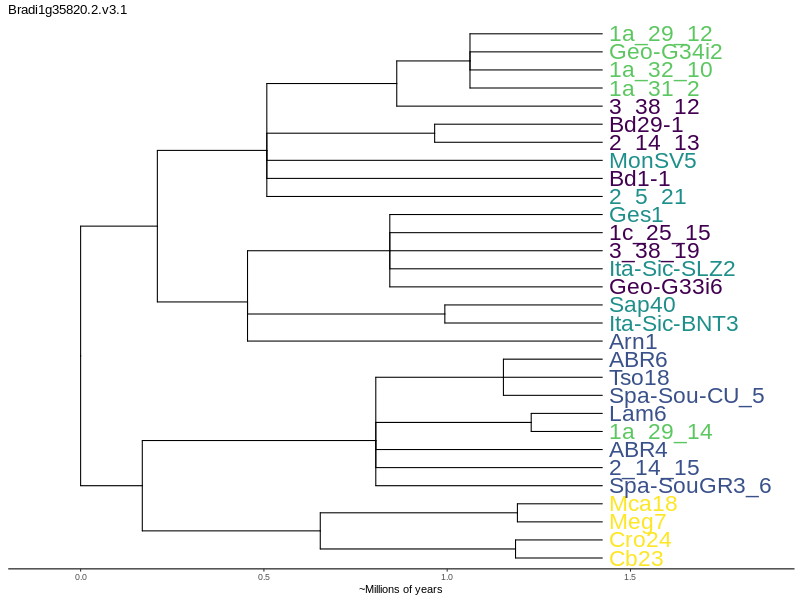 Bradi1g35820.2.v3.1
1a_29_12
Geo-G34i2
1a_32_10
1a_31_2
3_38_12
Bd29-1
2_14_13
MonSV5
Bd1-1
2_5_21
Ges1
1c_25_15
3_38_19
Ita-Sic-SLZ2
Geo-G33i6
Sap40
Ita-Sic-BNT3
Arn1
ABR6
Tso18
Spa-Sou-CU_5
Lam6
1a_29_14
ABR4
2_14_15
Spa-SouGR3_6
Mca18
Meg7
Cro24
Cb23
0.0 0.5 1.0 1.5
~Millions of years